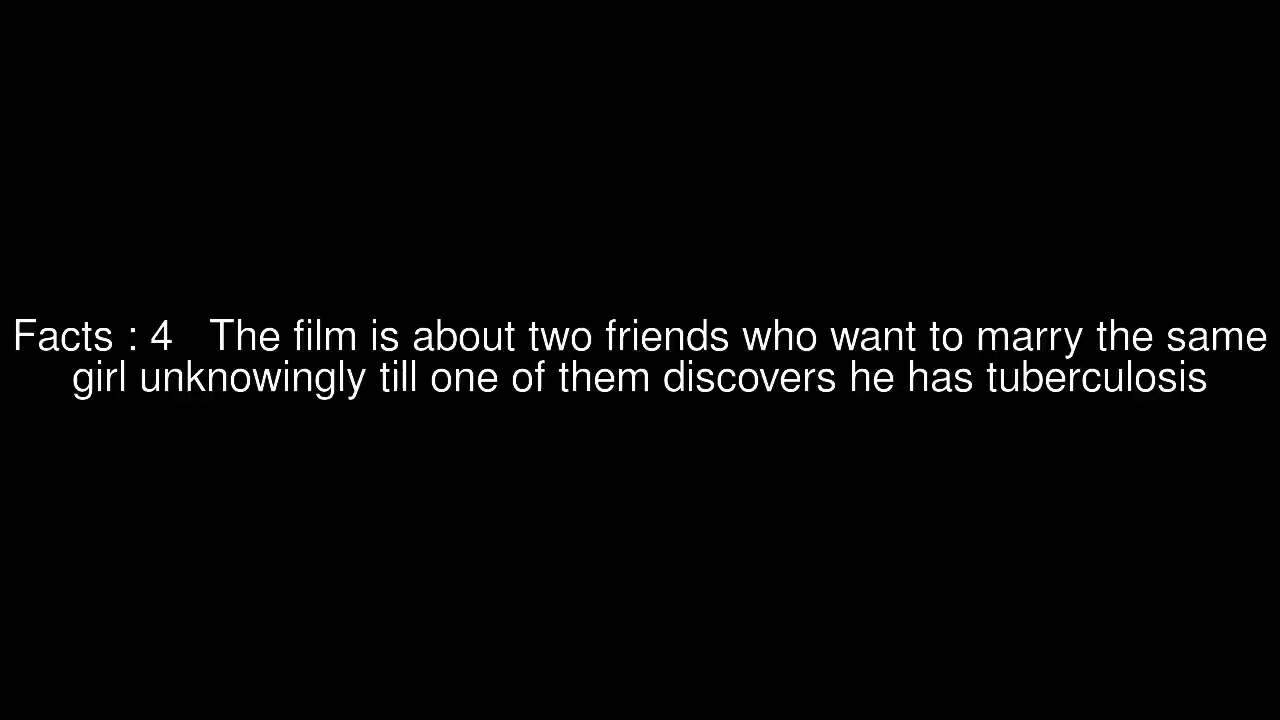 Facts : 4   The film is about two friends who want to marry the same
girl unknowingly till one of them discovers he has tuberculosis